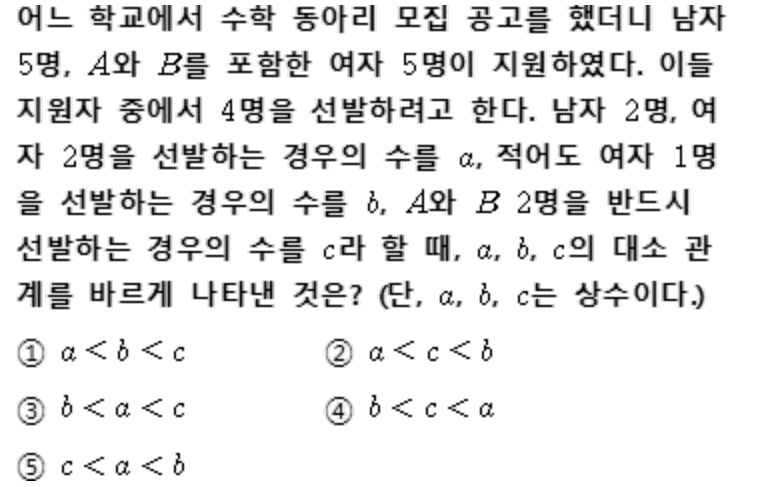 어느 학교에서 수학 동아리 모집 공고를 했더니 남자
5명, A와 B를 포함한 여자 5명이 지원하였다. 이들
지원자 중에서 4명을 선발하려고 한다. 남자 2명, 여
자 2명을 선발하는 경우의 수를 a, 적어도 여자 1명
을 선발하는 경우의 수를 b, A와 B 2명을 반드시
선발하는 경우의 수를 c라 할 때, a, b, c의 대소 관
계를 바르게 나타낸 것은? (단, a, b, c는 상수이다.)
① a < b < c ② a < c < b
③ b < a < c ④ b < c < a
⑤ c < a < b